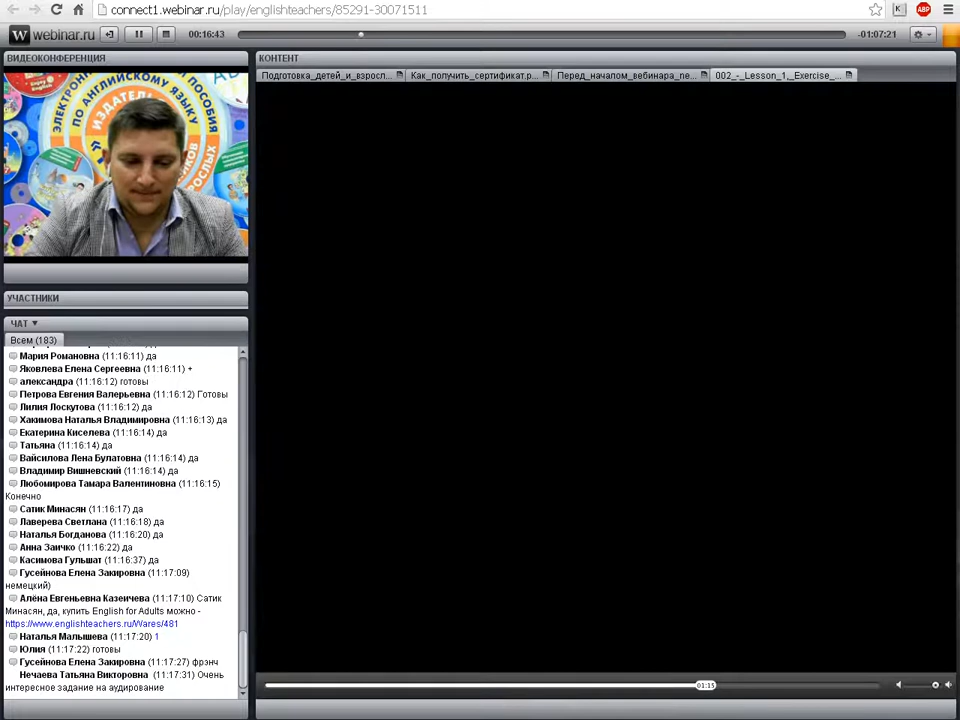 connect1.webinar.ru/play/englishteachers/85291-30071511
K
ABP
W webinar.ru
00:16:43
-01:07:21
ВИДЕОКОНФЕРЕНЦИЯ
КОНТЕНТ
Подготовка_детей_и_взросл...
Как_получить_сертификат.p...
Перед_началом_вебинара_пе...
002_-_Lesson_1,_Exercise_...
ЭЛЕКТРОННЫЕ ПОСОБИЯ
ПО АНГЛИЙСКОМУ ЯЗЫКУ
УЧАСТНИКИ
ЧАТ ▼
Всем (183)
Мария Романовна (11:16:11) да
Яковлева Елена Сергеевна (11:16:11) +
александра (11:16:12) готовы
Петрова Евгения Валерьевна (11:16:12) Готовы
Лилия Лоскутова (11:16:12) да
Хакимова Наталья Владимировна (11:16:13) да
Екатерина Киселева (11:16:14) да
Татьяна (11:16:14) да
Вайсилова Лена Булатовна (11:16:14) да
Владимир Вишневский (11:16:14) да
Любомирова Тамара Валентиновна (11:16:15)
Конечно
Сатик Минасян (11:16:17) да
Лаверева Светлана (11:16:18) да
Наталья Богданова (11:16:20) да
Анна Заичко (11:16:22) да
Касимова Гульшат (11:16:37) да
Гусейнова Елена Закировна (11:17:09)
немецкий)
Алёна Евгеньевна Казеичева (11:17:10) Сатик
Минасян, да, купить English for Adults можно -
https://www.englishteachers.ru/Wares/481
Наталья Малышева (11:17:20) 1
Юлия (11:17:22) готовы
Гусейнова Елена Закировна (11:17:27) фрэнч
Нечаева Татьяна Викторовна (11:17:31) Очень
интересное задание на аудирование
01:15